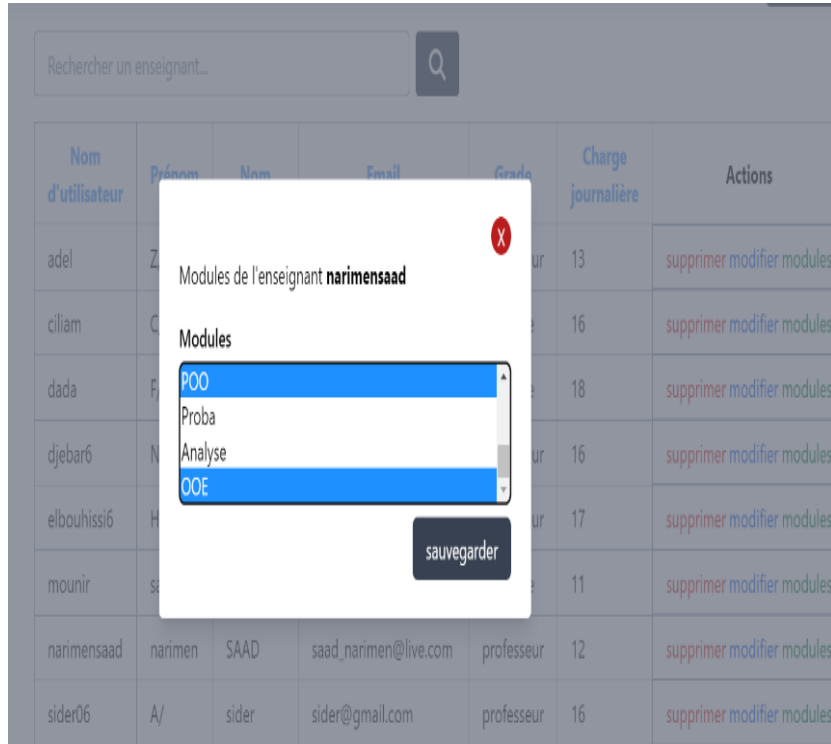 Rechercher un enseignant...
Nom d'utilisateur Prénom Nom Email Grade Charge journalière Actions
adel 13 supprimer modifier modules
ciliam 16 supprimer modifier modules
dada 18 supprimer modifier modules
djebar6 16 supprimer modifier modules
elbouhissi6 17 supprimer modifier modules
mounir 11 supprimer modifier modules
narimensaad narimen SAAD saad_narimen@live.com professeur 12 supprimer modifier modules
sider06 A/ sider sider@gmail.com professeur 16 supprimer modifier modules
X
Modules de l'enseignant narimensaad
Modules
POO
Proba
Analyse
OOE
sauvegarder